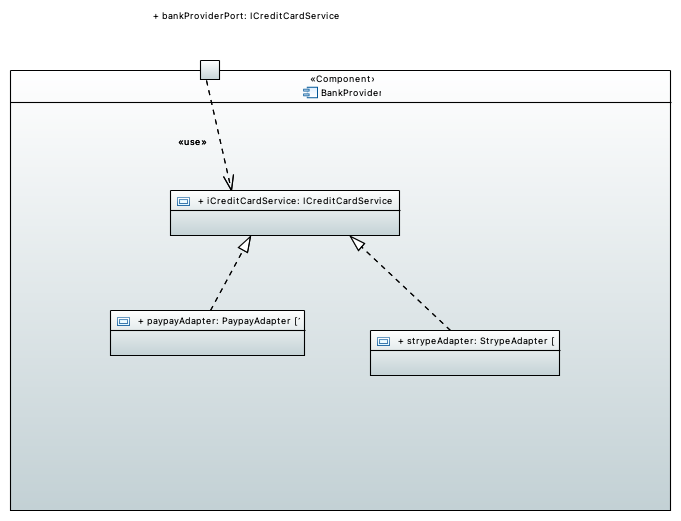 + bankProviderPort: ICreditCardService
«Component»
BankProvider
«use»
+ iCreditCardService: ICreditCardService
+ paypayAdapter: PaypayAdapter [
+ strypeAdapter: StrypeAdapter [